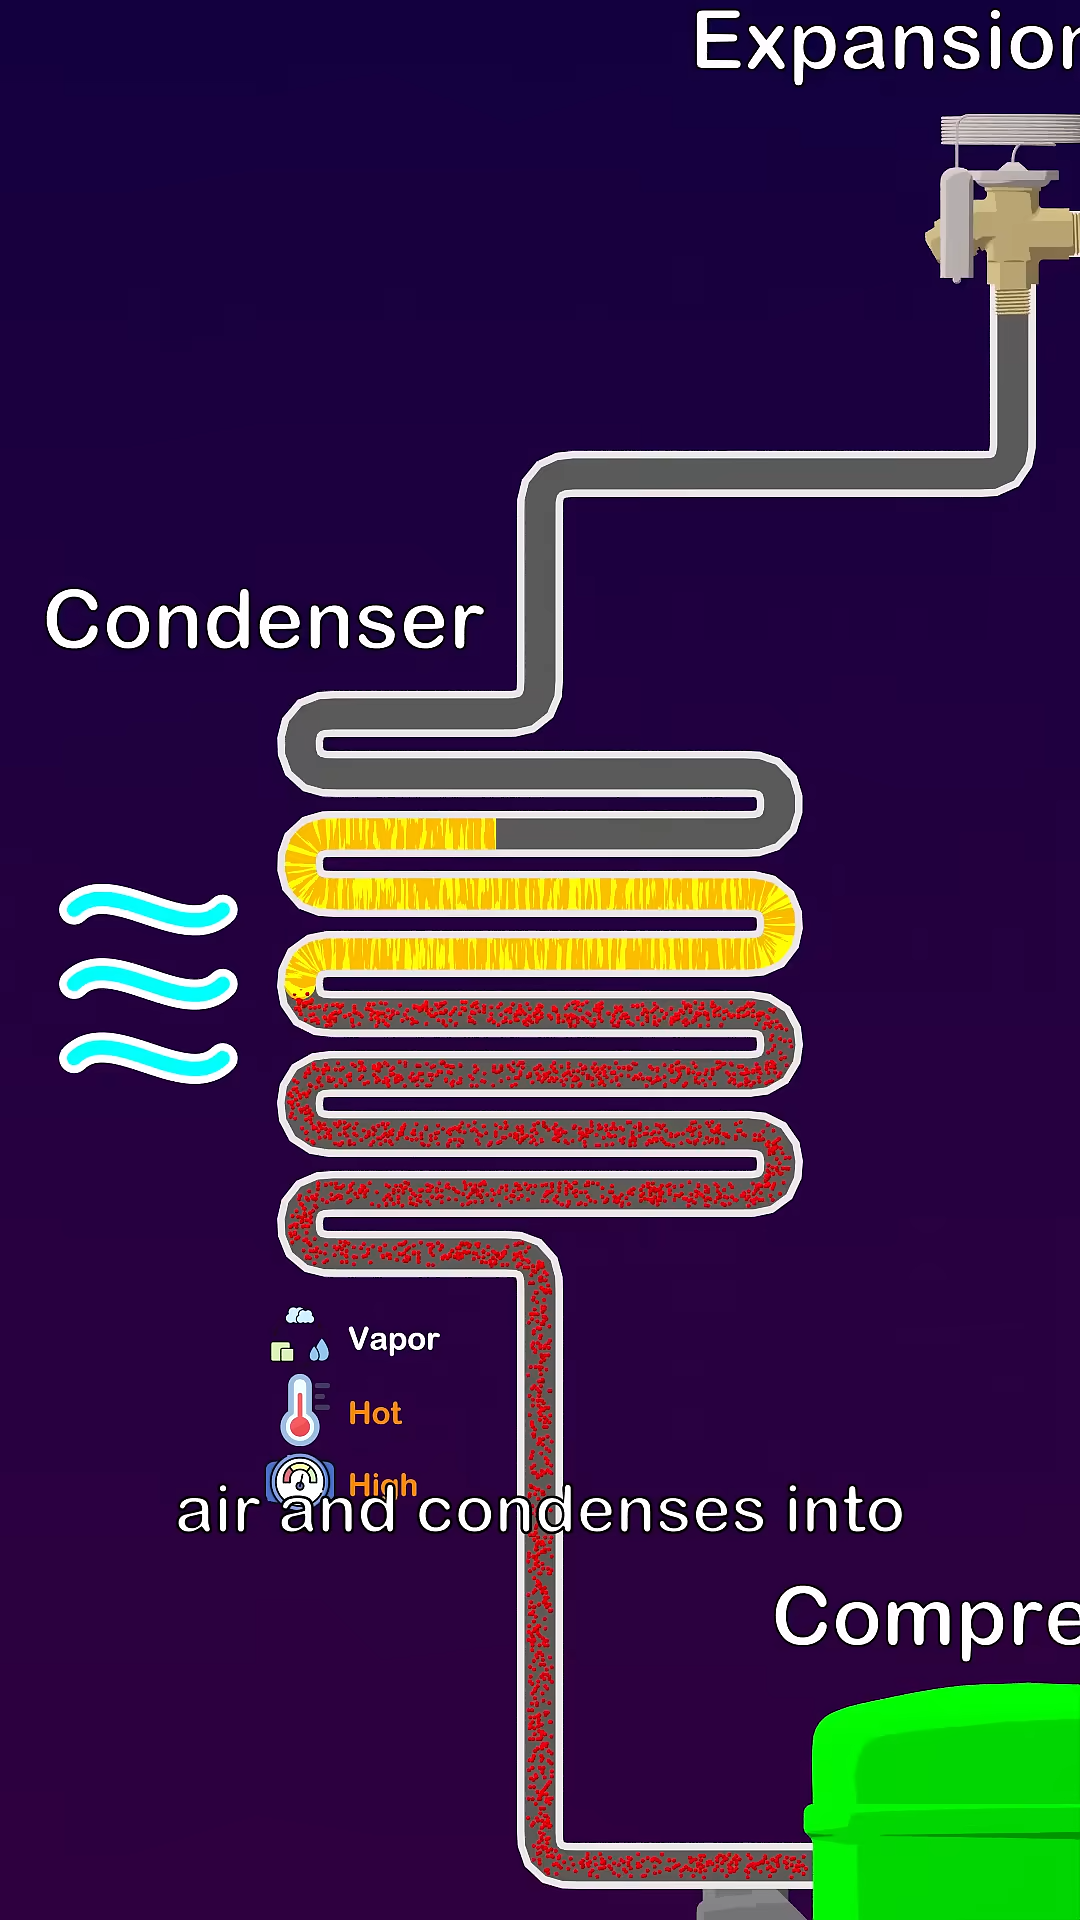 Expansion
Condenser
Vapor
Hot
High
air and condenses into
Compre